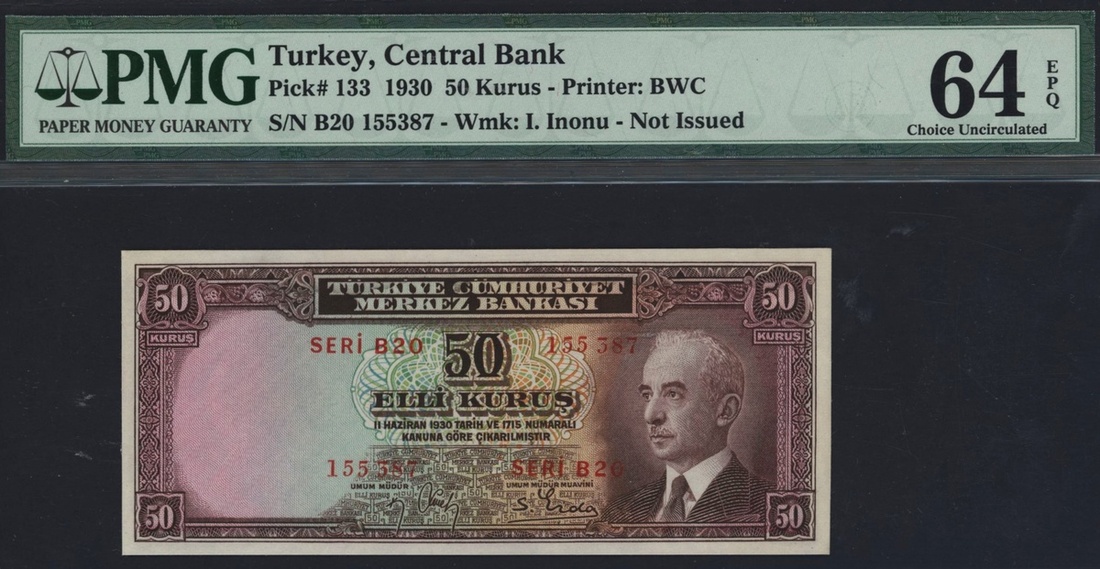 PMG
PAPER MONEY GUARANTY
Turkey, Central Bank
Pick# 133 1930 50 Kurus - Printer: BWC
S/N B20 155387 - Wmk: I. Inonu - Not Issued
64
EPQ
Choice Uncirculated
50
KURUŞ
TÜRKİYE CÜMHURİYET
MERKEZ BANKASI
50
KURUŞ
SERİ B20
50
155387
ELLİ KURUŞ
11 HAZİRAN 1930 TARİH VE 1715 NUMARALI
KANUNA GÖRE ÇIKARILMIŞTIR
155387
SERİ B20
UMUM MÜDÜR
UMUM MÜDÜR MUAVİNİ
50
50